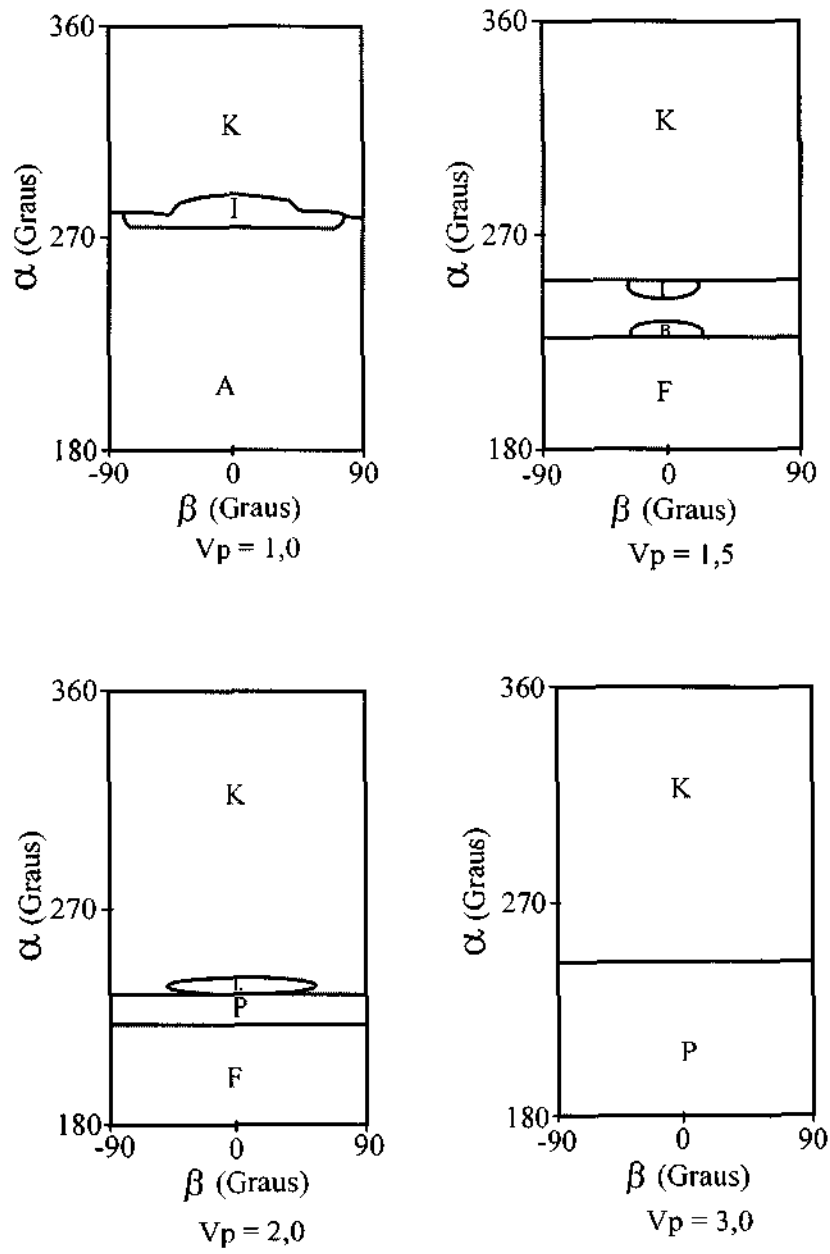 360
K
I
270
A
180
-90
0
90
α (Graus)
β (Graus)
Vp = 1,0
360
K
270
B
F
180
-90
0
90
α (Graus)
β (Graus)
Vp = 1,5
360
K
270
P
F
180
-90
0
90
α (Graus)
β (Graus)
Vp = 2,0
360
K
270
P
180
-90
0
90
α (Graus)
β (Graus)
Vp = 3,0